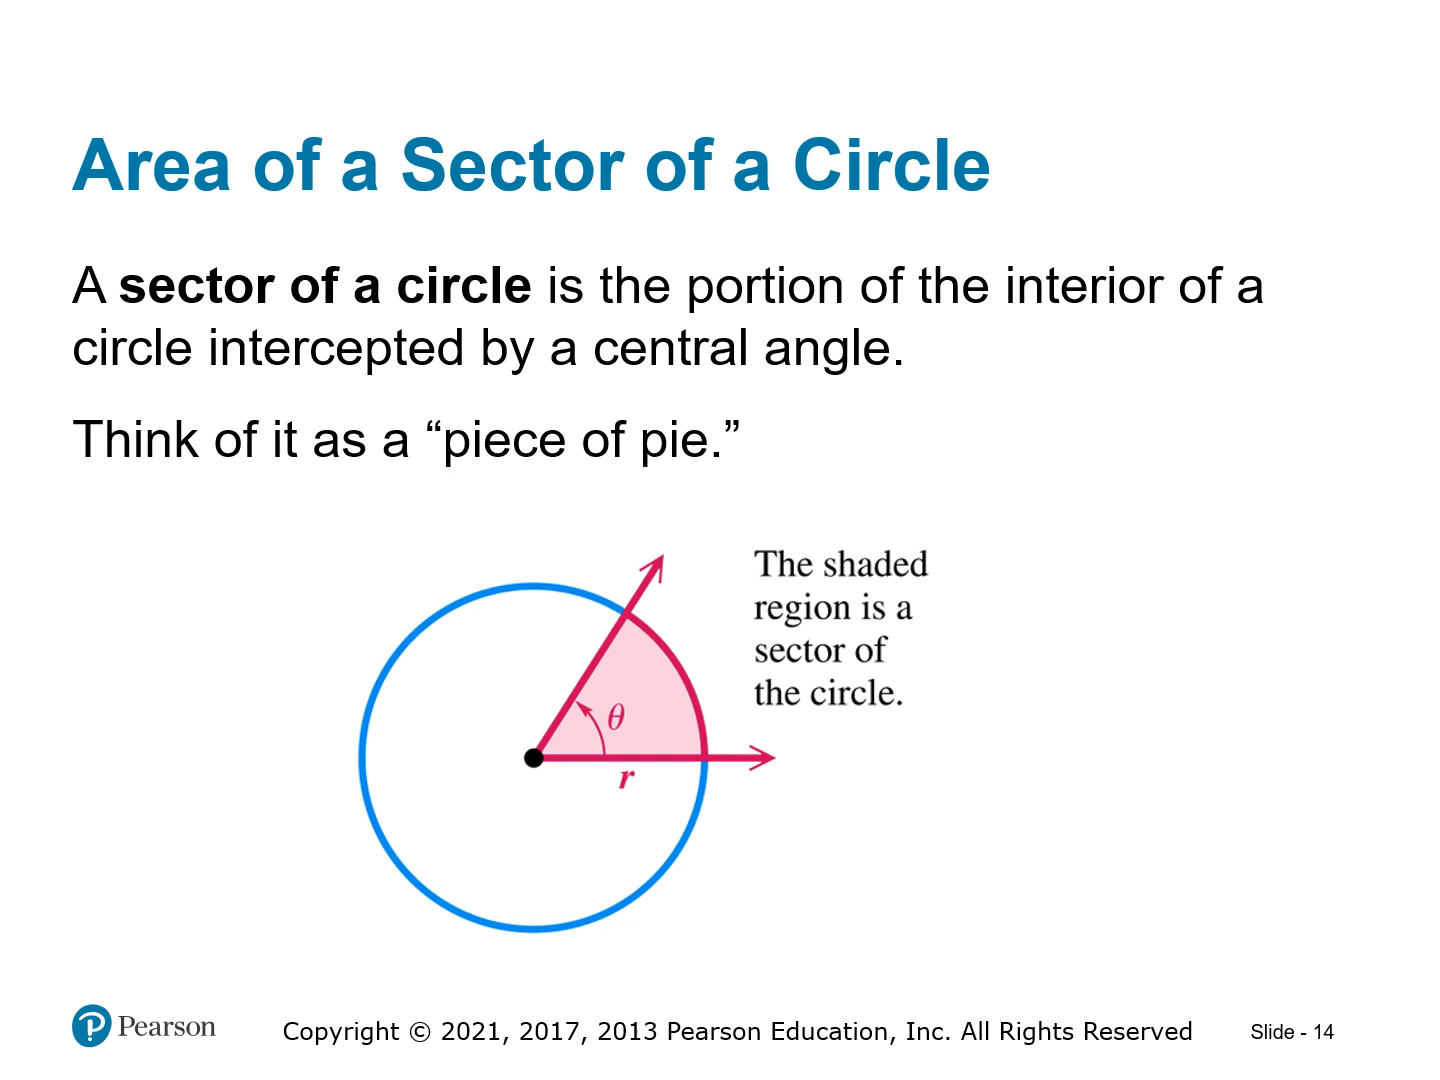 Area of a Sector of a Circle
A sector of a circle is the portion of the interior of a
circle intercepted by a central angle.
Think of it as a “piece of pie.”
The shaded
region is a
sector of
the circle.
θ
r
Pearson
Copyright © 2021, 2017, 2013 Pearson Education, Inc. All Rights Reserved
Slide - 14